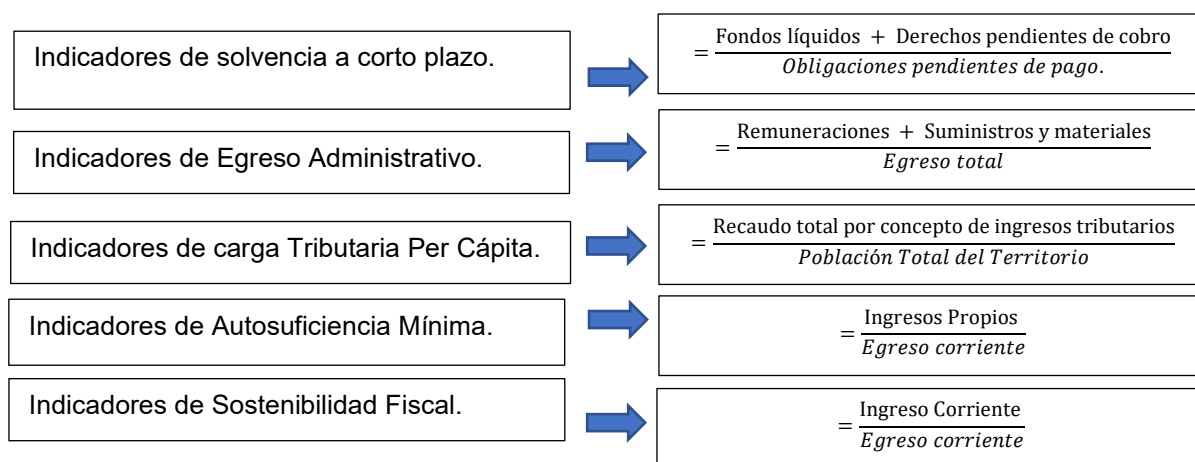 Indicadores de solvencia a corto plazo.
= Fondos líquidos + Derechos pendientes de cobro
Obligaciones pendientes de pago.
Indicadores de Egreso Administrativo.
= Remuneraciones + Suministros y materiales
Egreso total
Indicadores de carga Tributaria Per Cápita.
= Recaudo total por concepto de ingresos tributarios
Población Total del Territorio
Indicadores de Autosuficiencia Mínima.
= Ingresos Propios
Egreso corriente
Indicadores de Sostenibilidad Fiscal.
= Ingreso Corriente
Egreso corriente